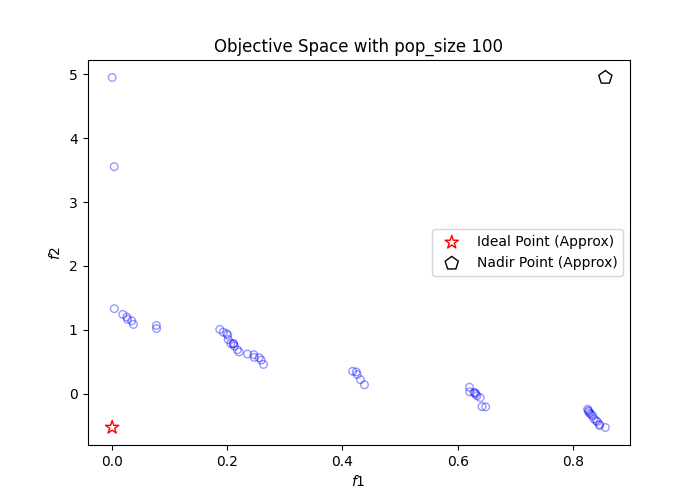 Objective Space with pop_size 100
5
4
3
2
1
0
f2
Ideal Point (Approx)
Nadir Point (Approx)
0.0 0.2 0.4 0.6 0.8
f1